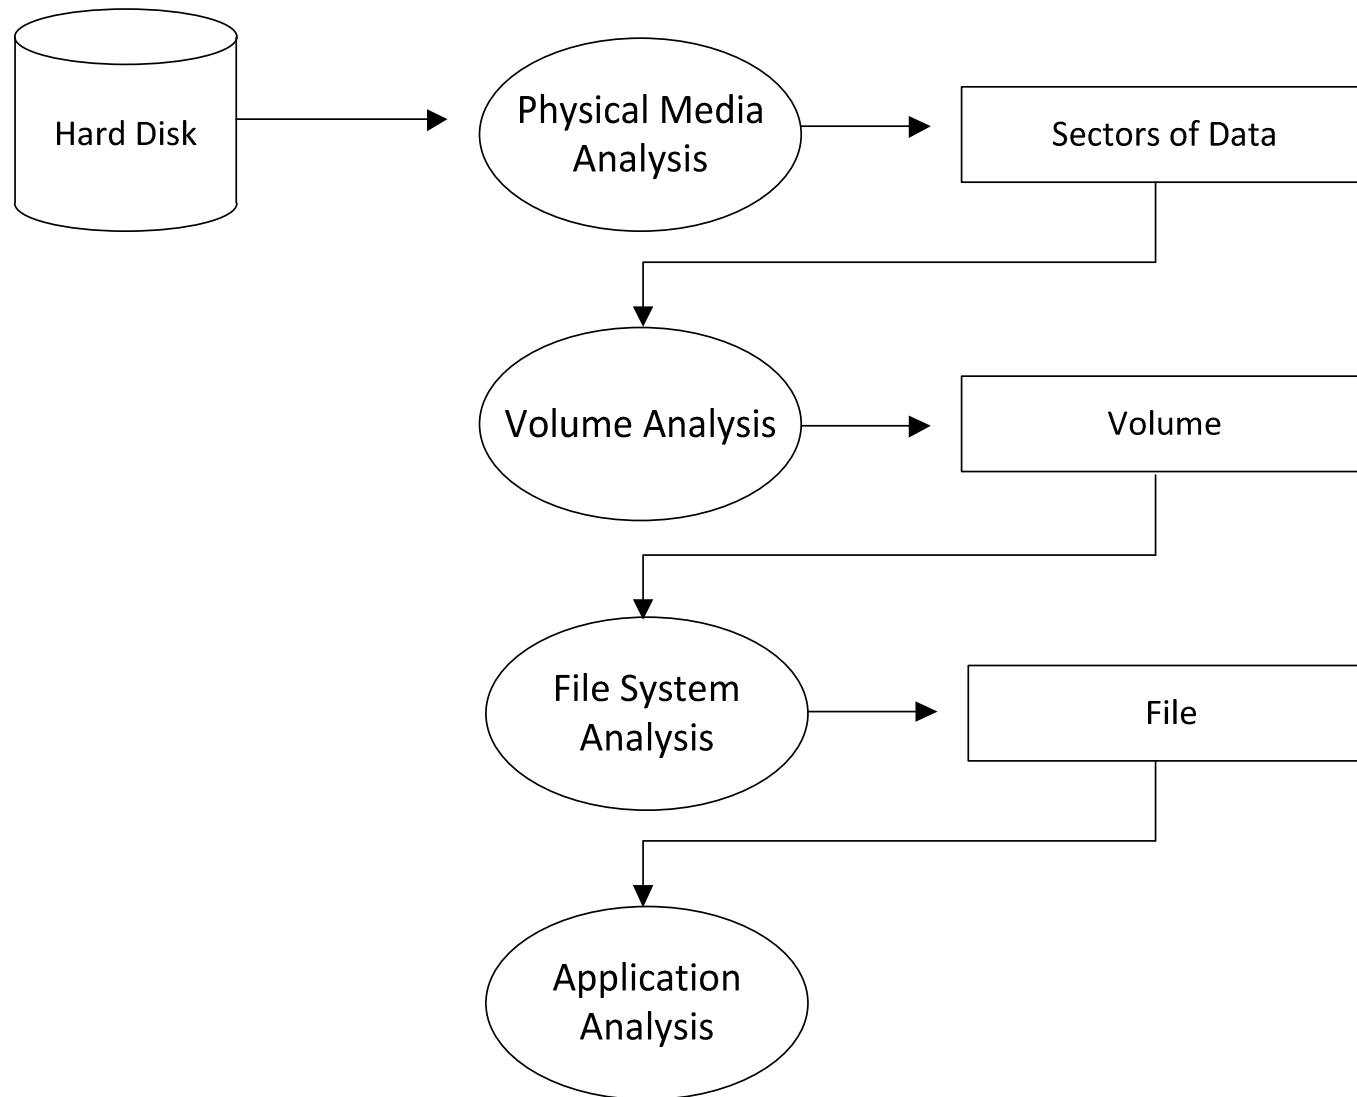 Hard Disk
Physical Media
Analysis
Sectors of Data
Volume Analysis
Volume
File System
Analysis
File
Application
Analysis